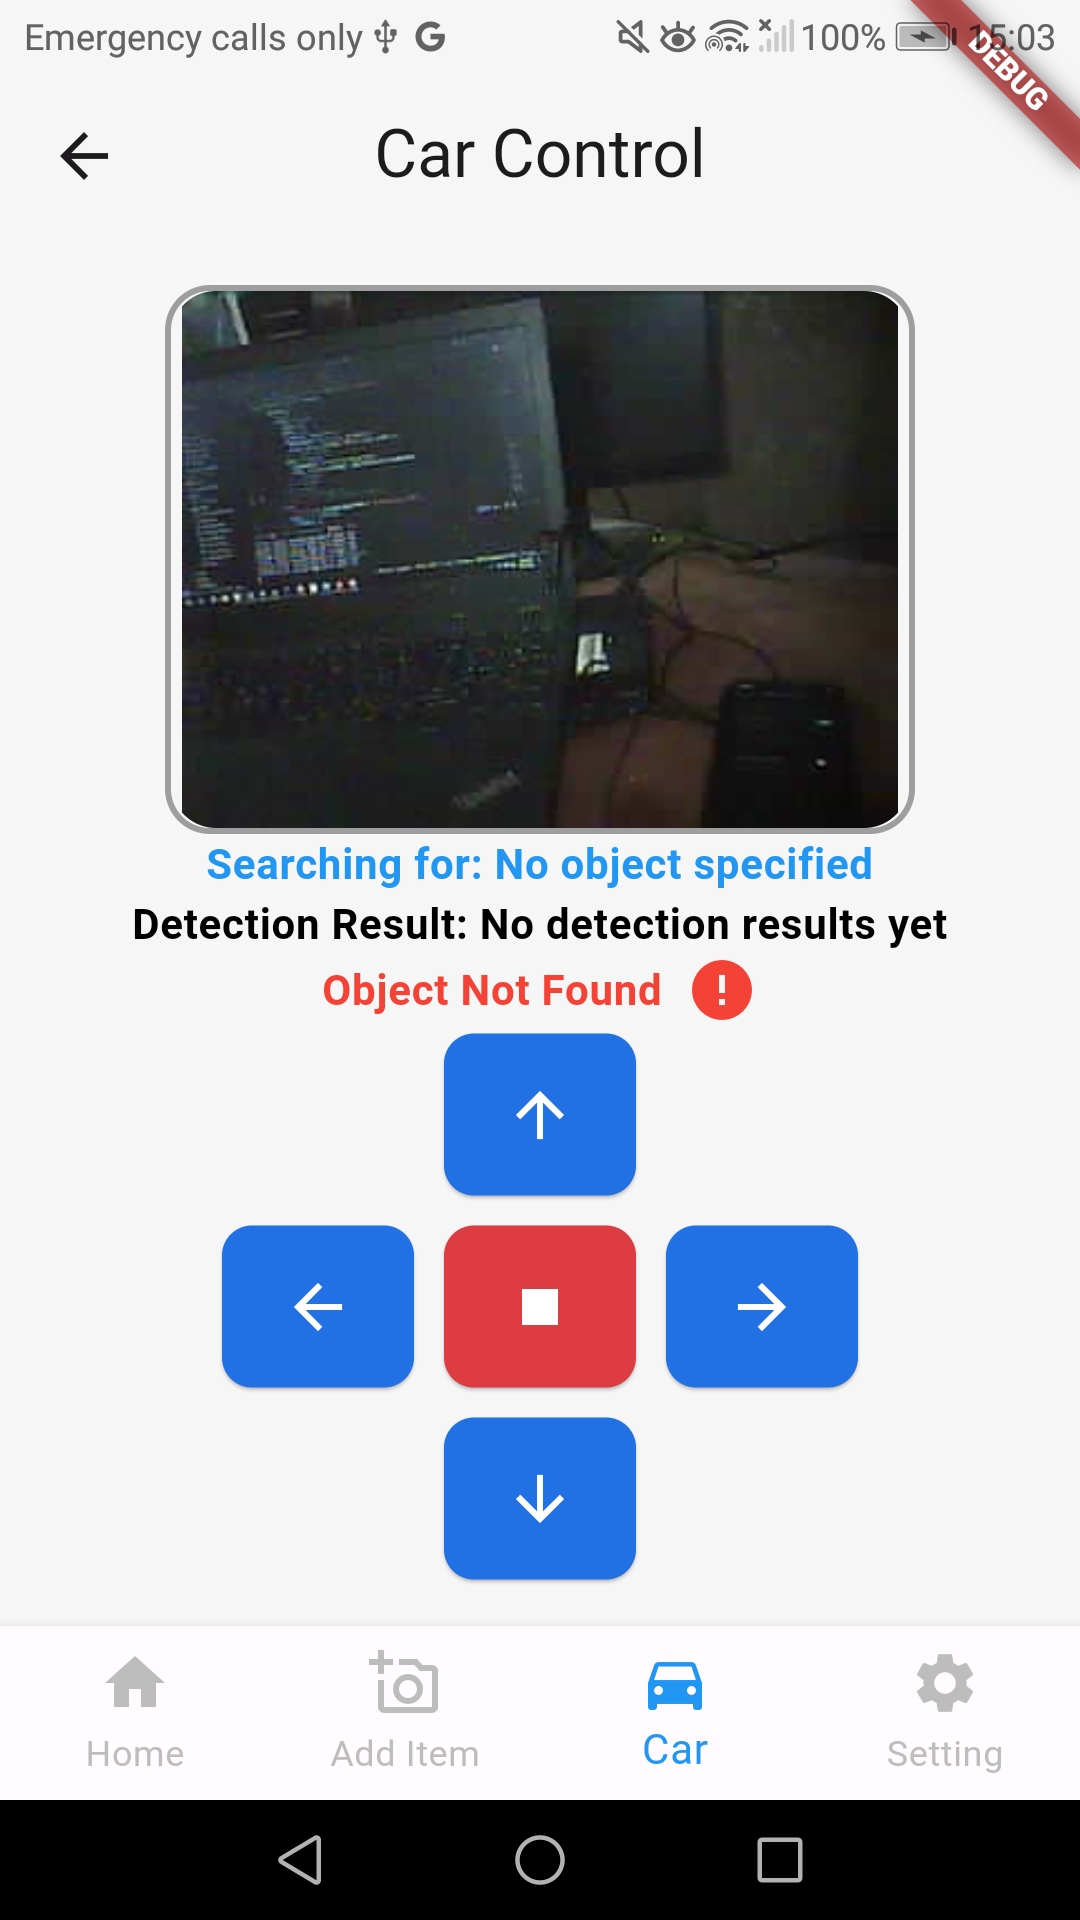 Emergency calls only
100%
15:03
DEBUG
Car Control
Searching for: No object specified
Detection Result: No detection results yet
Object Not Found
Home
Add Item
Car
Setting